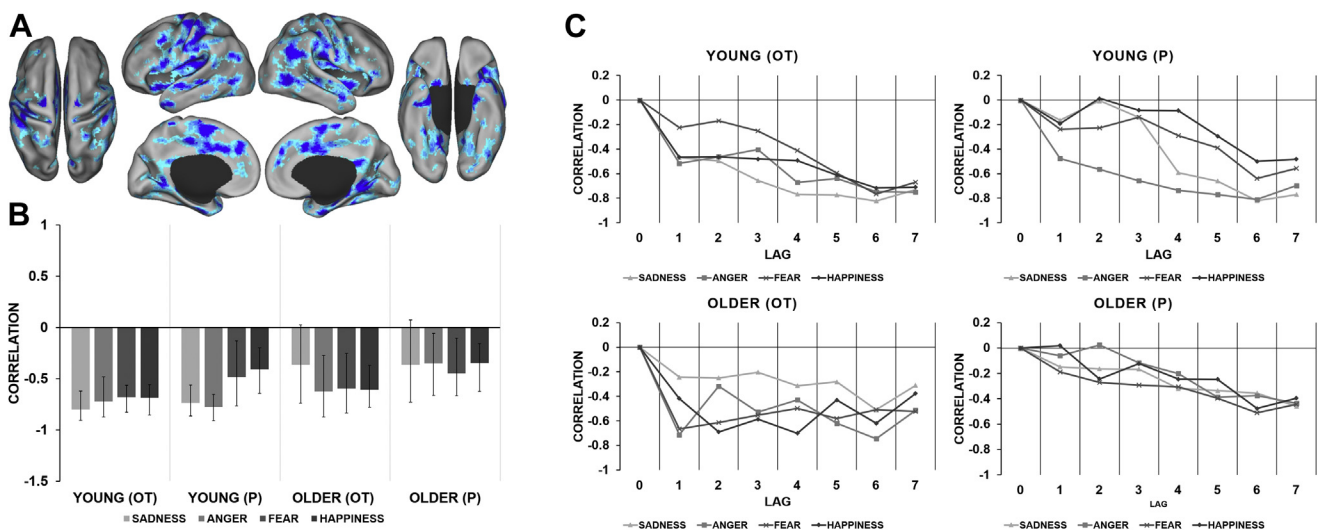 A
B
CORRELATION
1
0.5
0
-0.5
-1
-1.5
YOUNG (OT) YOUNG (P) OLDER (OT) OLDER (P)
SADNESS ANGER FEAR HAPPINESS
C
YOUNG (OT)
CORRELATION
0.2
0
-0.2
-0.4
-0.6
-0.8
-1
0 1 2 3 4 5 6 7
LAG
SADNESS ANGER FEAR HAPPINESS
YOUNG (P)
CORRELATION
0.2
0
-0.2
-0.4
-0.6
-0.8
-1
0 1 2 3 4 5 6 7
LAG
SADNESS ANGER FEAR HAPPINESS
OLDER (OT)
CORRELATION
0.2
0
-0.2
-0.4
-0.6
-0.8
-1
0 1 2 3 4 5 6 7
LAG
SADNESS ANGER FEAR HAPPINESS
OLDER (P)
CORRELATION
0.2
0
-0.2
-0.4
-0.6
-0.8
-1
0 1 2 3 4 5 6 7
LAG
SADNESS ANGER FEAR HAPPINESS